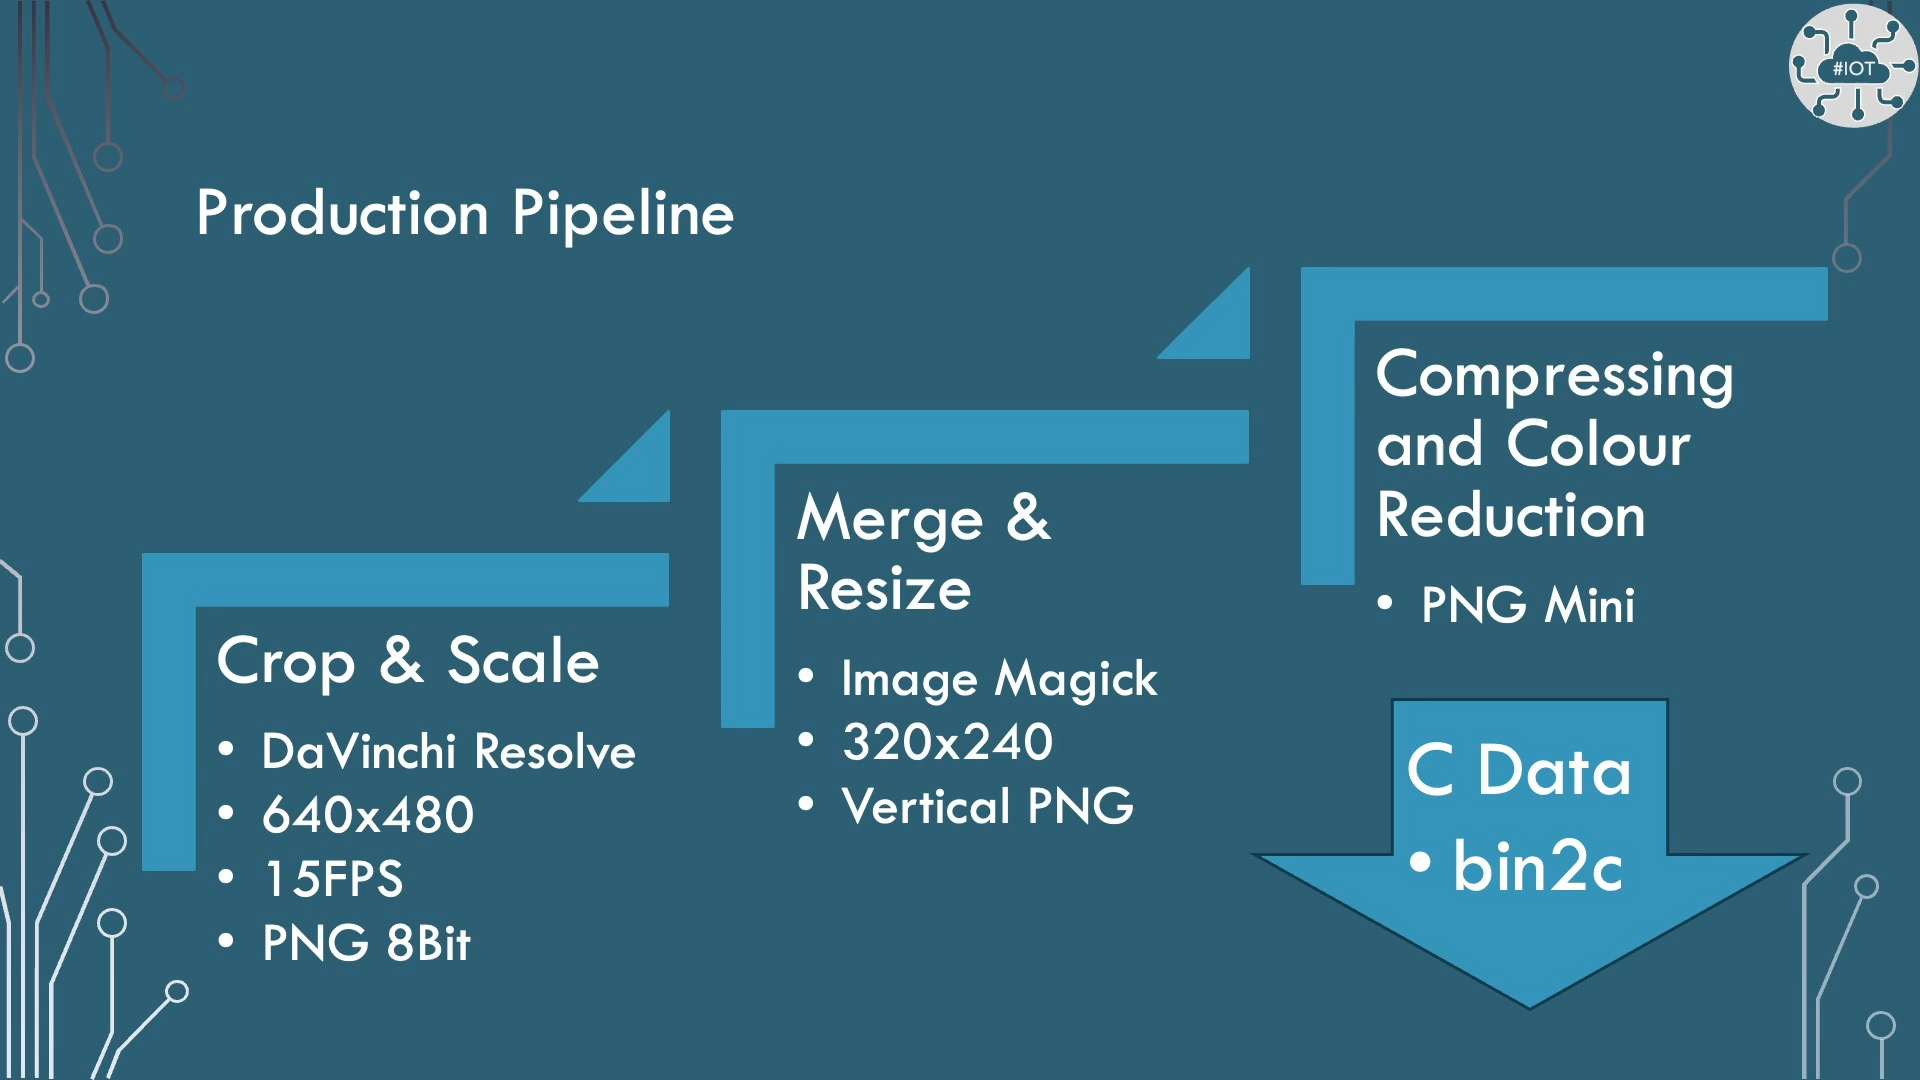 #IOT
Production Pipeline
Crop & Scale
• DaVinchi Resolve
• 640x480
• 15FPS
• PNG 8Bit
Merge &
Resize
• Image Magick
• 320x240
• Vertical PNG
Compressing
and Colour
Reduction
• PNG Mini
C Data
• bin2c